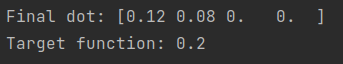 Final dot: [0.12 0.08 0.   0.  ]
Target function: 0.2